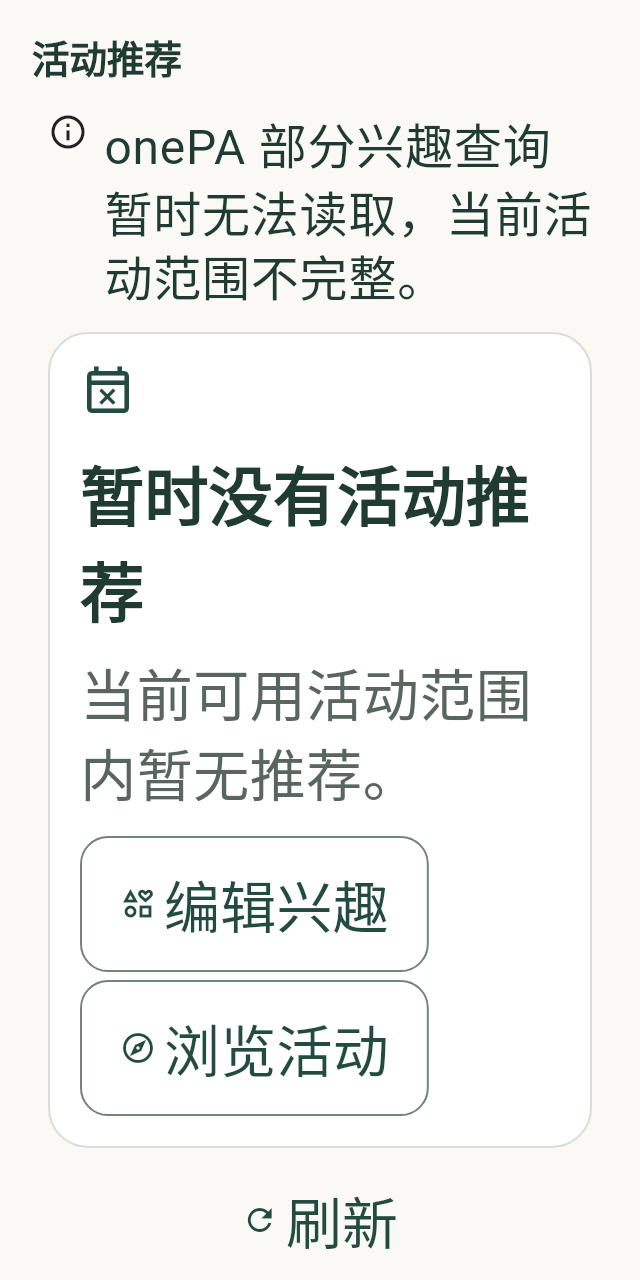 活动推荐
onePA 部分兴趣查询
暂时无法读取，当前活
动范围不完整。
暂时没有活动推
荐
当前可用活动范围
内暂无推荐。
编辑兴趣
浏览活动
刷新